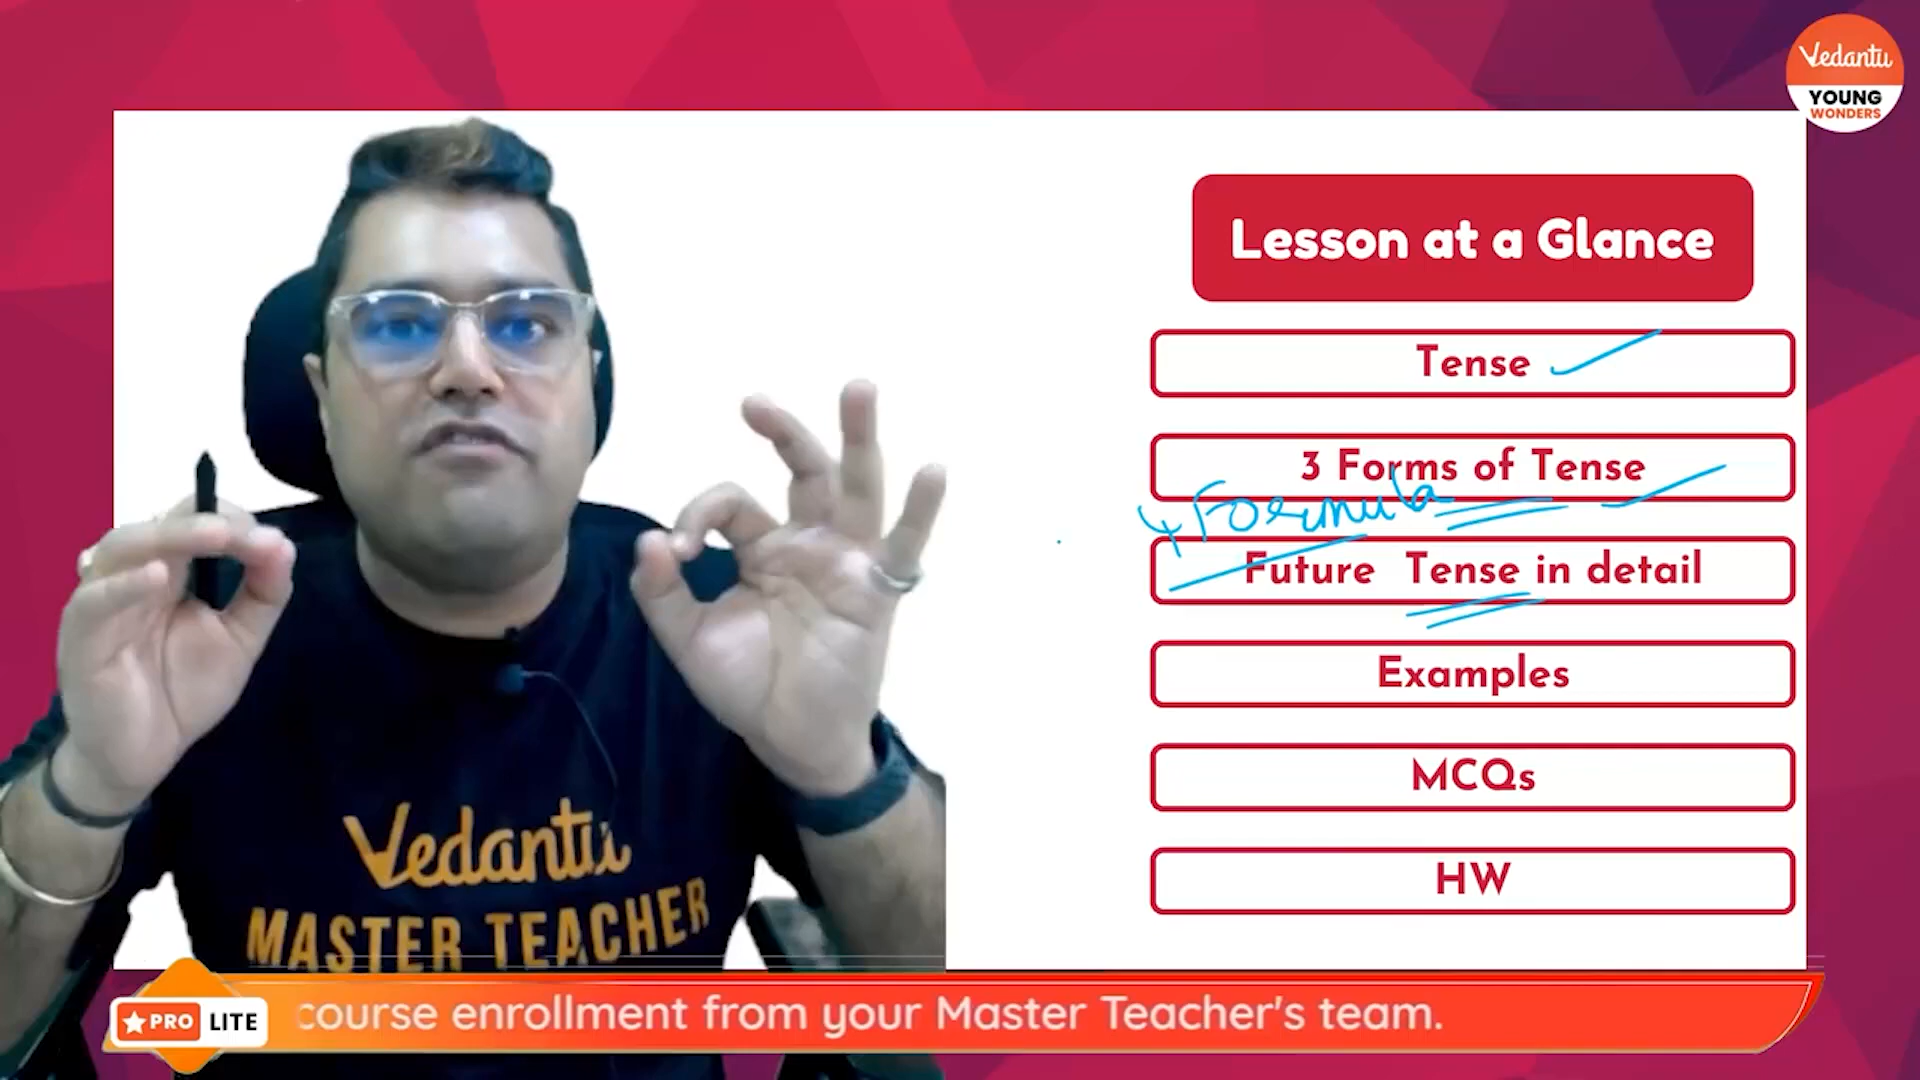 Vedantu
YOUNG
WONDERS
Lesson at a Glance
Tense
3 Forms of Tense
4 Formula
Future Tense in detail
Examples
MCQs
HW
Vedantu
MASTER TEACHER
PRO LITE
course enrollment from your Master Teacher's team.